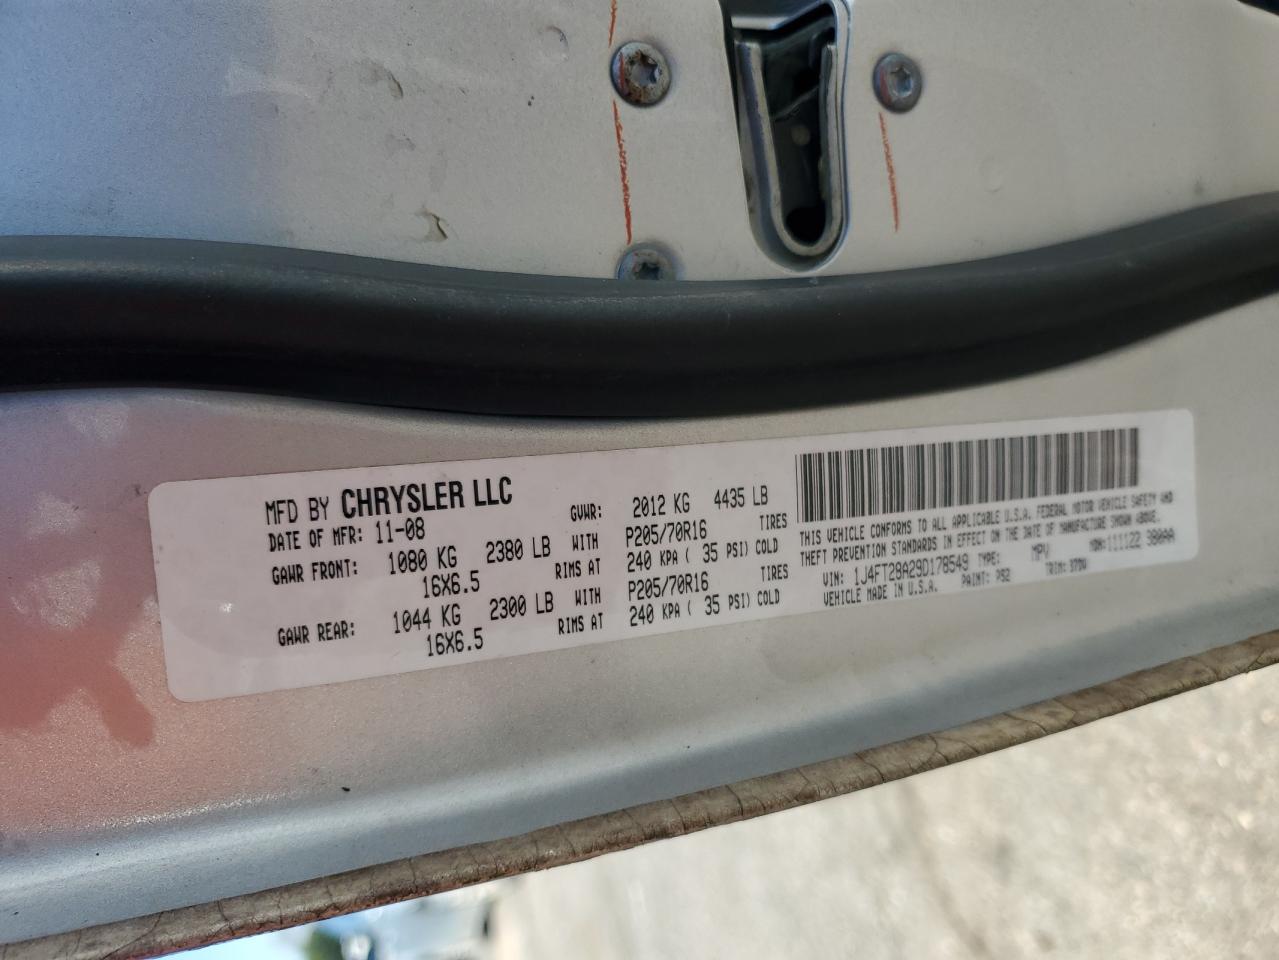 MFD BY CHRYSLER LLC
DATE OF MFR: 11-08 GVWR: 2012 KG 4435 LB
GAWR FRONT: 1080 KG 2380 LB WITH P205/70R16 TIRES
16X6.5 RIMS AT 240 KPA ( 35 PSI) COLD
GAWR REAR: 1044 KG 2300 LB WITH P205/70R16 TIRES
16X6.5 RIMS AT 240 KPA ( 35 PSI) COLD
THIS VEHICLE CONFORMS TO ALL APPLICABLE U.S.A. FEDERAL MOTOR VEHICLE SAFETY AND
THEFT PREVENTION STANDARDS IN EFFECT ON THE DATE OF MANUFACTURE SHOWN ABOVE.
VIN: 1J4FT28A29D178549 TYPE: MPV MDH: 111122
VEHICLE MADE IN U.S.A. PAINT: PS2 TRIM: